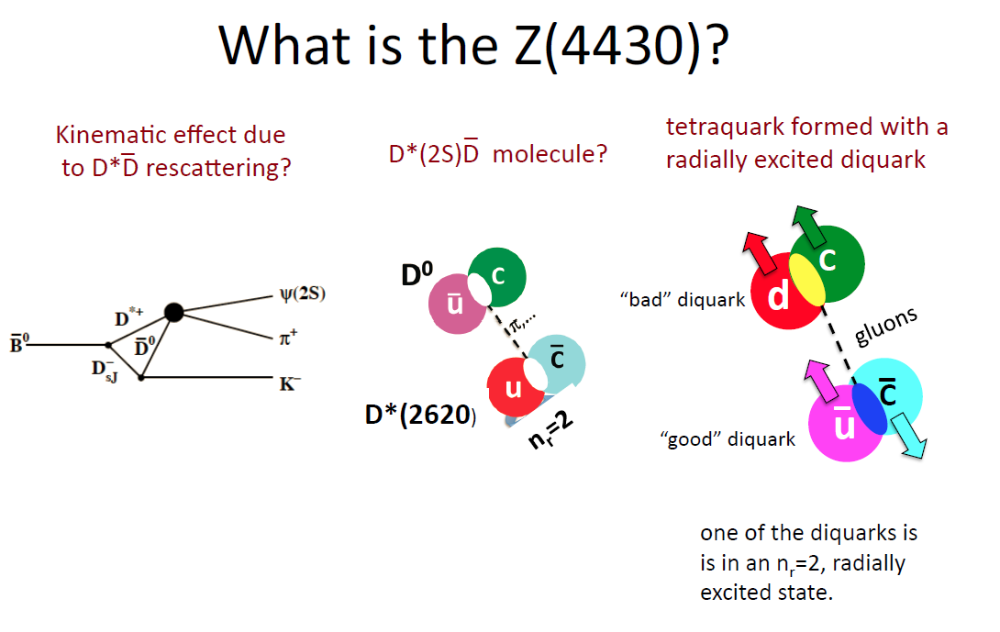 What is the Z(4430)?
Kinematic effect due
to D*D̅ rescattering?
D*(2S)D̅ molecule?
tetraquark formed with a
radially excited diquark
B̅⁰
D*⁺
D̅⁰
D⁻sJ
ψ(2S)
π⁺
K⁻
D⁰
c
u̅
π,...
c̅
u
D*(2620)
nᵣ=2
c
d
"bad" diquark
gluons
c̅
u̅
"good" diquark
one of the diquarks is
is in an nᵣ=2, radially
excited state.